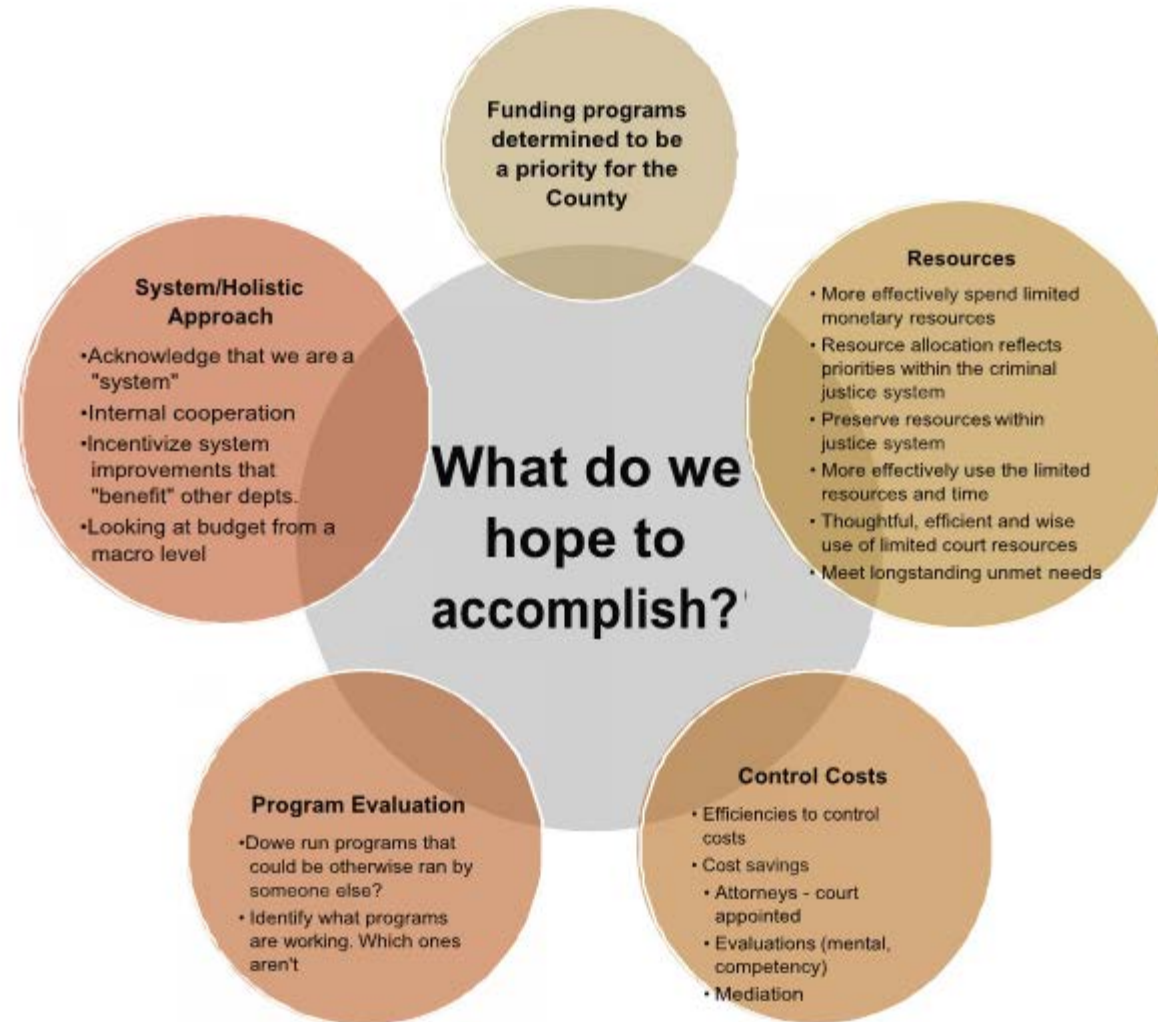 Funding programs
determined to be
a priority for the
County
Resources
• More effectively spend limited
monetary resources
• Resource allocation reflects
priorities within the criminal
justice system
• Preserve resources within
justice system
• More effectively use the limited
resources and time
• Thoughtful, efficient and wise
use of limited court resources
• Meet longstanding unmet needs
Control Costs
• Efficiencies to control
costs
• Cost savings
• Attorneys - court
appointed
• Evaluations (mental,
competency)
• Mediation
Program Evaluation
•Dowe run programs that
could be otherwise ran by
someone else?
• Identify what programs
are working. Which ones
aren't
System/Holistic
Approach
•Acknowledge that we are a
"system"
•Internal cooperation
•Incentivize system
improvements that
"benefit" other depts.
•Looking at budget from a
macro level
What do we
hope to
accomplish?